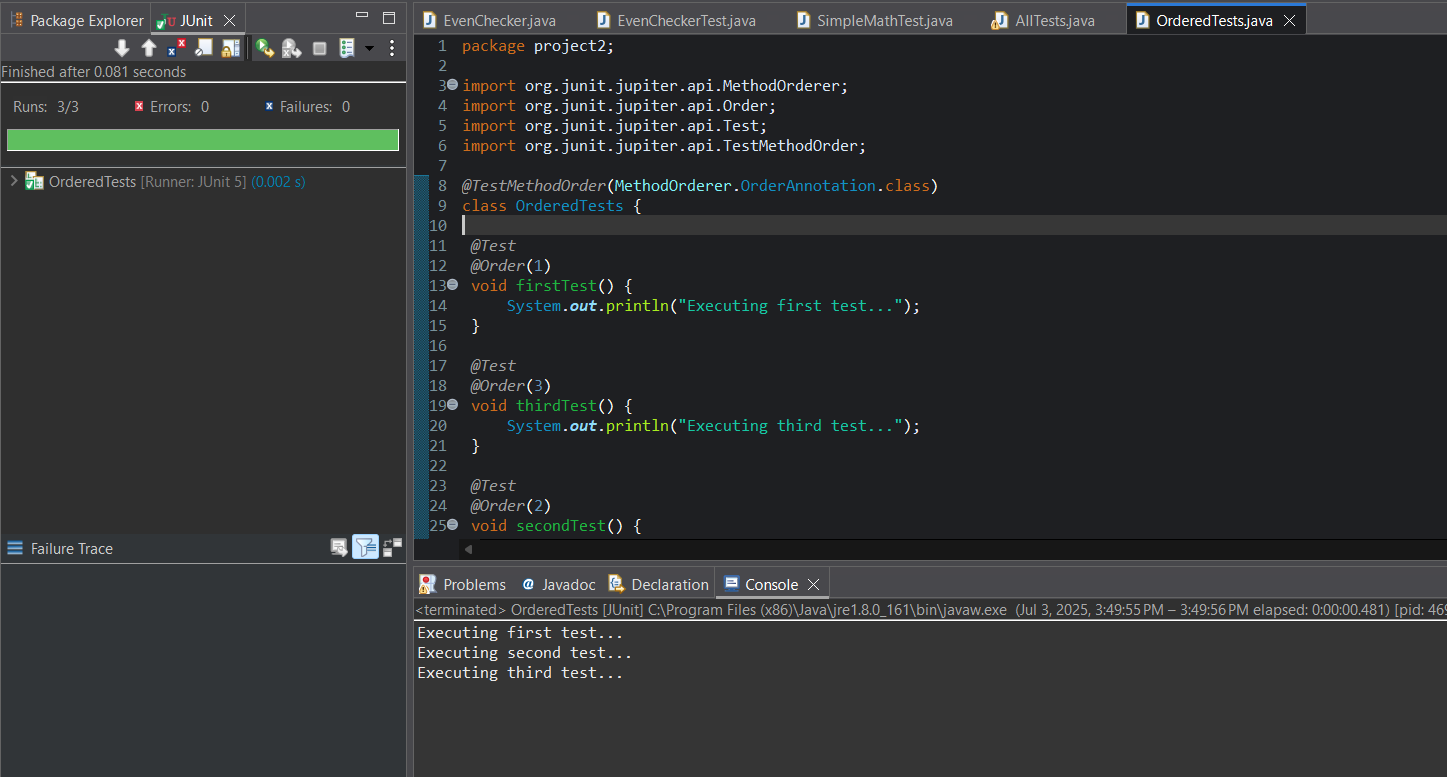 Package Explorer JUnit
Finished after 0.081 seconds
Runs: 3/3 Errors: 0 Failures: 0
OrderedTests [Runner: JUnit 5] (0.002 s)
Failure Trace
EvenChecker.java EvenCheckerTest.java SimpleMathTest.java AllTests.java OrderedTests.java
1 package project2;
2
3 import org.junit.jupiter.api.MethodOrderer;
4 import org.junit.jupiter.api.Order;
5 import org.junit.jupiter.api.Test;
6 import org.junit.jupiter.api.TestMethodOrder;
7
8 @TestMethodOrder(MethodOrderer.OrderAnnotation.class)
9 class OrderedTests {
10
11 @Test
12 @Order(1)
13 void firstTest() {
14 System.out.println("Executing first test...");
15 }
16
17 @Test
18 @Order(3)
19 void thirdTest() {
20 System.out.println("Executing third test...");
21 }
22
23 @Test
24 @Order(2)
25 void secondTest() {
Problems Javadoc Declaration Console
<terminated> OrderedTests [JUnit] C:\Program Files (x86)\Java\jre1.8.0_161\bin\javaw.exe (Jul 3, 2025, 3:49:55 PM – 3:49:56 PM elapsed: 0:00:00.481) [pid: 469
Executing first test...
Executing second test...
Executing third test...